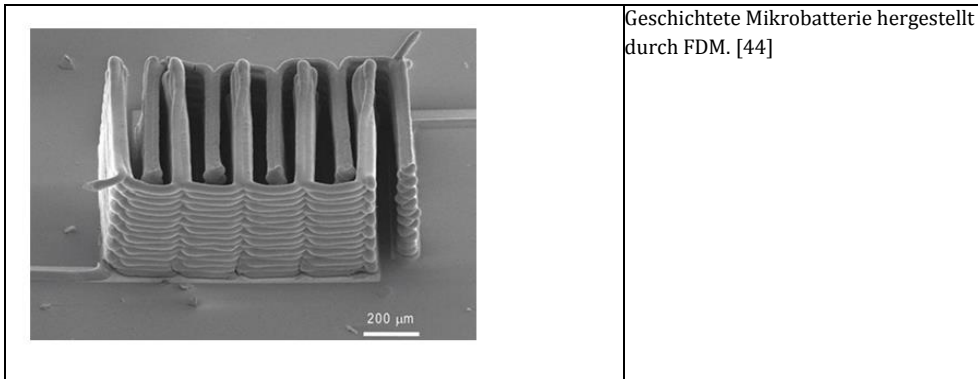 Geschichtete Mikrobatterie hergestellt
durch FDM. [44]
200 μm